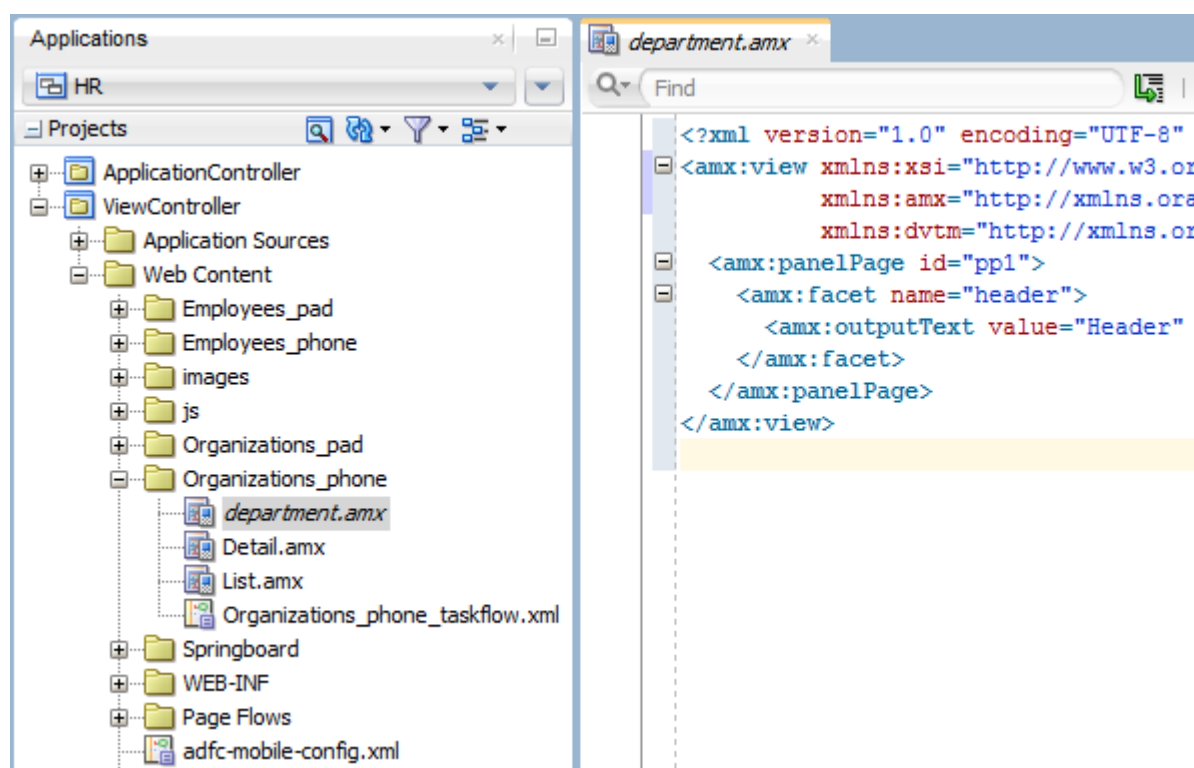 Applications
HR
Projects
ApplicationController
ViewController
Application Sources
Web Content
Employees_pad
Employees_phone
images
js
Organizations_pad
Organizations_phone
department.amx
Detail.amx
List.amx
Organizations_phone_taskflow.xml
Springboard
WEB-INF
Page Flows
adfc-mobile-config.xml
department.amx
Find
<?xml version="1.0" encoding="UTF-8"
<amx:view xmlns:xsi="http://www.w3.or
xmlns:amx="http://xmlns.ora
xmlns:dvtm="http://xmlns.or
<amx:panelPage id="pp1">
<amx:facet name="header">
<amx:outputText value="Header"
</amx:facet>
</amx:panelPage>
</amx:view>